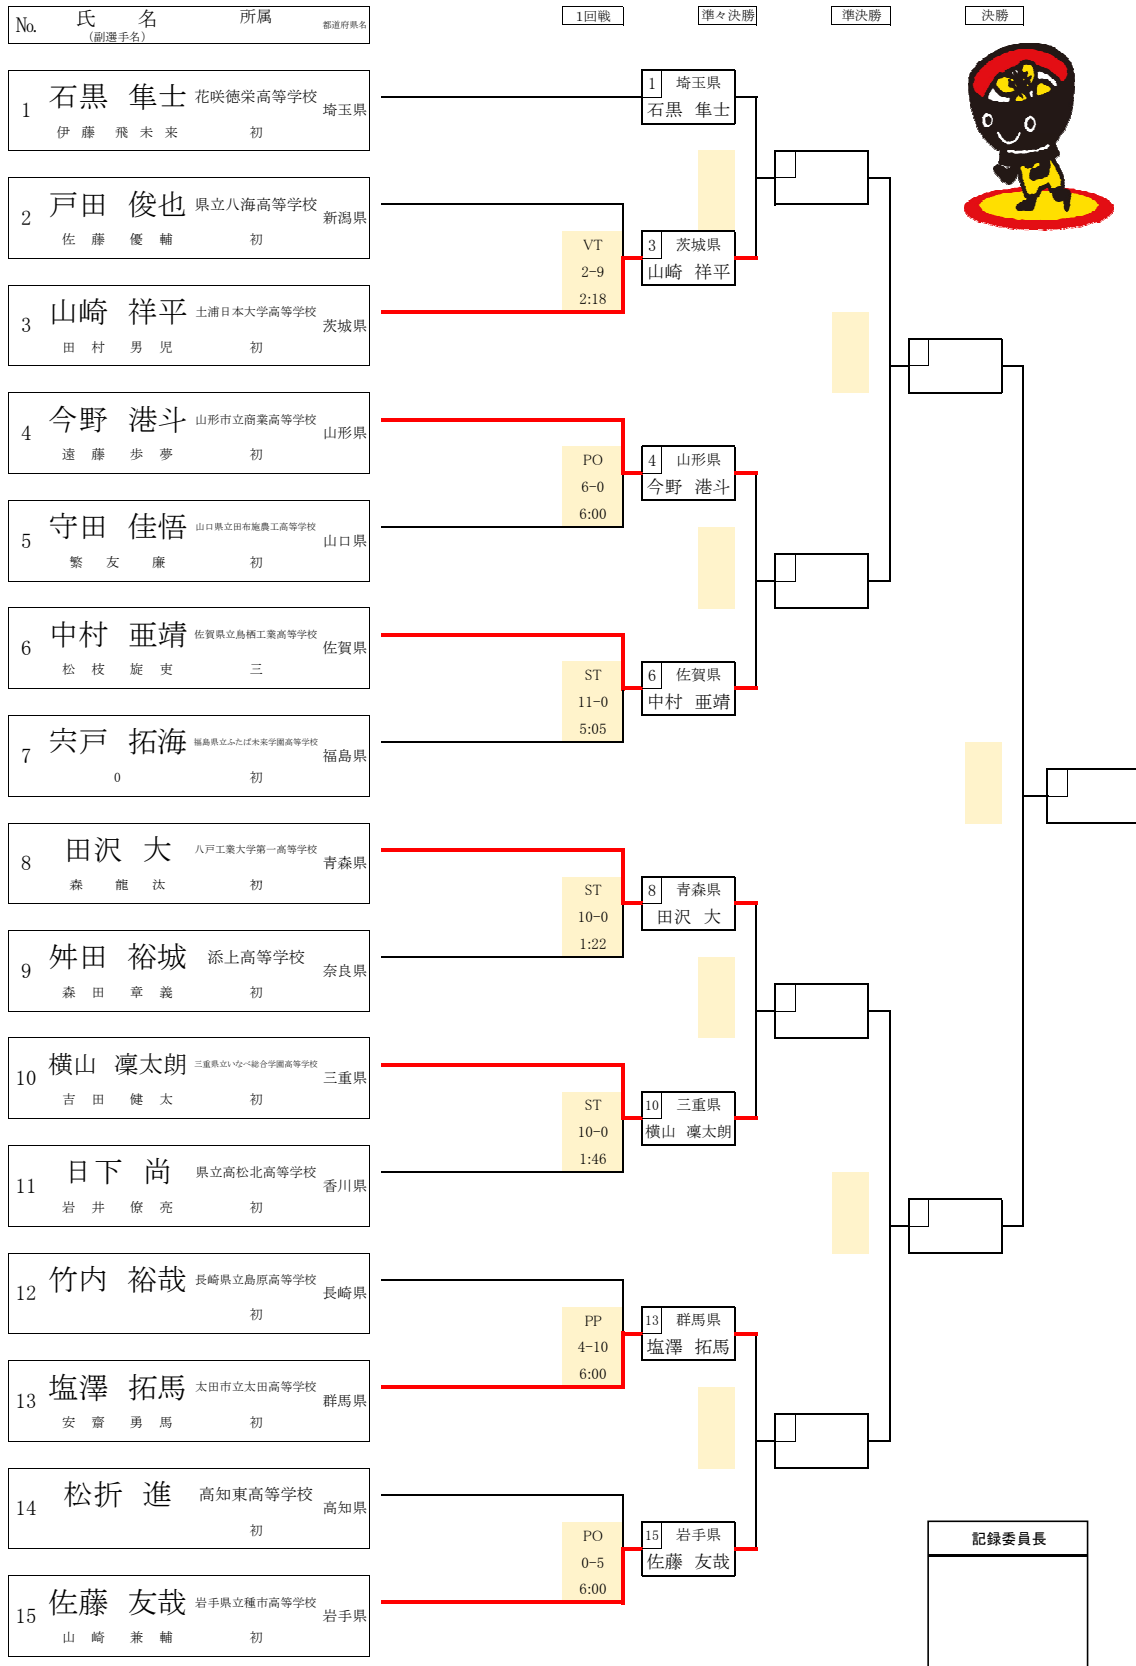 No. 氏 名 所属 都道府県名
(副選手名)
1回戦 準々決勝 準決勝 決勝
1 石黒 隼士 花咲徳栄高等学校 埼玉県
伊藤 飛未来 初
2 戸田 俊也 県立八海高等学校 新潟県
佐藤 優輔 初
3 山崎 祥平 土浦日本大学高等学校 茨城県
田村 男児 初
4 今野 港斗 山形市立商業高等学校 山形県
遠藤 歩夢 初
5 守田 佳悟 山口県立田布施農工高等学校 山口県
繁友 廉 初
6 中村 亜靖 佐賀県立鳥栖工業高等学校 佐賀県
松枝 旋吏 三
7 宍戸 拓海 福島県立ふたば未来学園高等学校 福島県
0 初
8 田沢 大 八戸工業大学第一高等学校 青森県
森 龍汰 初
9 舛田 裕城 添上高等学校 奈良県
森田 章義 初
10 横山 凜太朗 三重県立いなべ総合学園高等学校 三重県
吉田 健太 初
11 日下 尚 県立高松北高等学校 香川県
岩井 僚亮 初
12 竹内 裕哉 長崎県立島原高等学校 長崎県
初
13 塩澤 拓馬 太田市立太田高等学校 群馬県
安齋 勇馬 初
14 松折 進 高知東高等学校 高知県
初
15 佐藤 友哉 岩手県立種市高等学校 岩手県
山崎 兼輔 初
VT
2-9
2:18
PO
6-0
6:00
ST
11-0
5:05
ST
10-0
1:22
ST
10-0
1:46
PP
4-10
6:00
PO
0-5
6:00
1 埼玉県
石黒 隼士
3 茨城県
山崎 祥平
4 山形県
今野 港斗
6 佐賀県
中村 亜靖
8 青森県
田沢 大
10 三重県
横山 凜太朗
13 群馬県
塩澤 拓馬
15 岩手県
佐藤 友哉
記録委員長